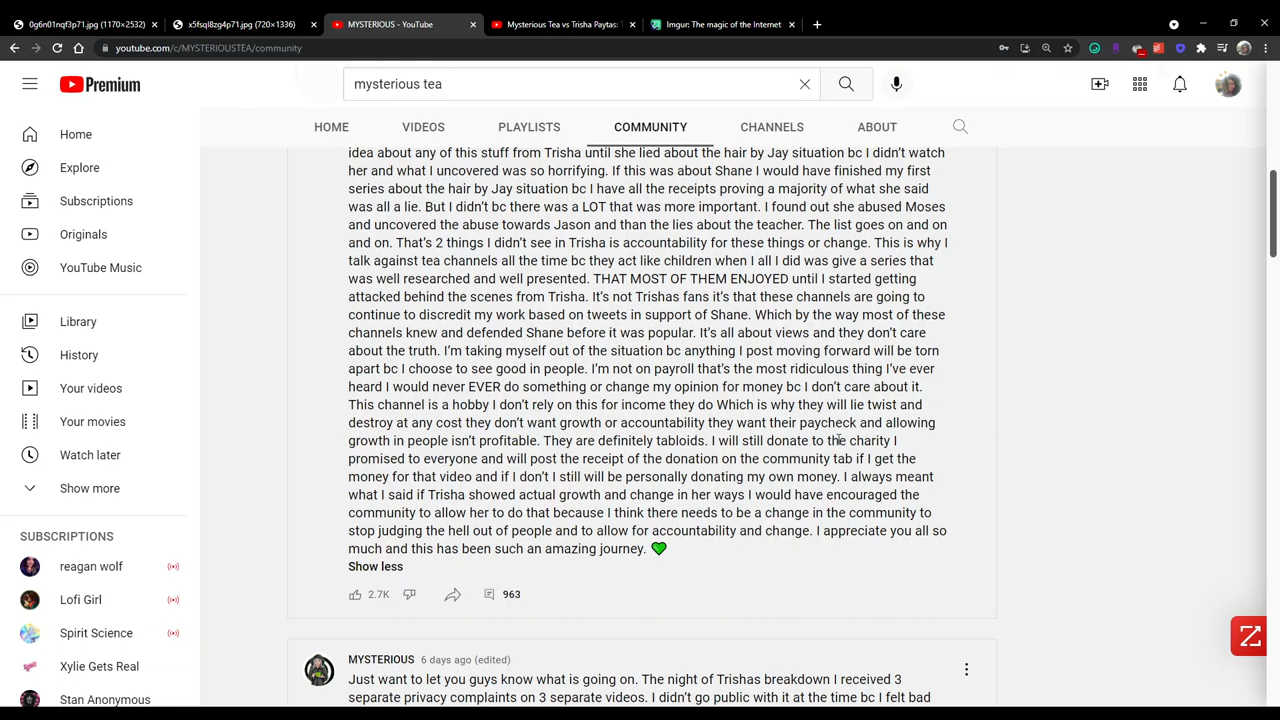 0g6n01nqf3p71.jpg (1170×2532)
x5fsql8zg4p71.jpg (720×1336)
MYSTERIOUS - YouTube
Mysterious Tea vs Trisha Paytas:
Imgur: The magic of the Internet
youtube.com/c/MYSTERIOUSTEA/community
Premium
mysterious tea
HOME
VIDEOS
PLAYLISTS
COMMUNITY
CHANNELS
ABOUT
Home
Explore
Subscriptions
Originals
YouTube Music
Library
History
Your videos
Your movies
Watch later
Show more
SUBSCRIPTIONS
reagan wolf
Lofi Girl
Spirit Science
Xylie Gets Real
Stan Anonymous
idea about any of this stuff from Trisha until she lied about the hair by Jay situation bc I didn't watch
her and what I uncovered was so horrifying. If this was about Shane I would have finished my first
series about the hair by Jay situation bc I have all the receipts proving a majority of what she said
was all a lie. But I didn't bc there was a LOT that was more important. I found out she abused Moses
and uncovered the abuse towards Jason and than the lies about the teacher. The list goes on and on
and on. That's 2 things I didn't see in Trisha is accountability for these things or change. This is why I
talk against tea channels all the time bc they act like children when I all I did was give a series that
was well researched and well presented. THAT MOST OF THEM ENJOYED until I started getting
attacked behind the scenes from Trisha. It's not Trishas fans it's that these channels are going to
continue to discredit my work based on tweets in support of Shane. Which by the way most of these
channels knew and defended Shane before it was popular. It's all about views and they don't care
about the truth. I'm taking myself out of the situation bc anything I post moving forward will be torn
apart bc I choose to see good in people. I'm not on payroll that's the most ridiculous thing I've ever
heard I would never EVER do something or change my opinion for money bc I don't care about it.
This channel is a hobby I don't rely on this for income they do Which is why they will lie twist and
destroy at any cost they don't want growth or accountability they want their paycheck and allowing
growth in people isn't profitable. They are definitely tabloids. I will still donate to the charity I
promised to everyone and will post the receipt of the donation on the community tab if I get the
money for that video and if I don't I still will be personally donating my own money. I always meant
what I said if Trisha showed actual growth and change in her ways I would have encouraged the
community to allow her to do that because I think there needs to be a change in the community to
stop judging the hell out of people and to allow for accountability and change. I appreciate you all so
much and this has been such an amazing journey. 💚
Show less
2.7K
963
MYSTERIOUS 6 days ago (edited)
Just want to let you guys know what is going on. The night of Trishas breakdown I received 3
separate privacy complaints on 3 separate videos. I didn't go public with it at the time bc I felt bad